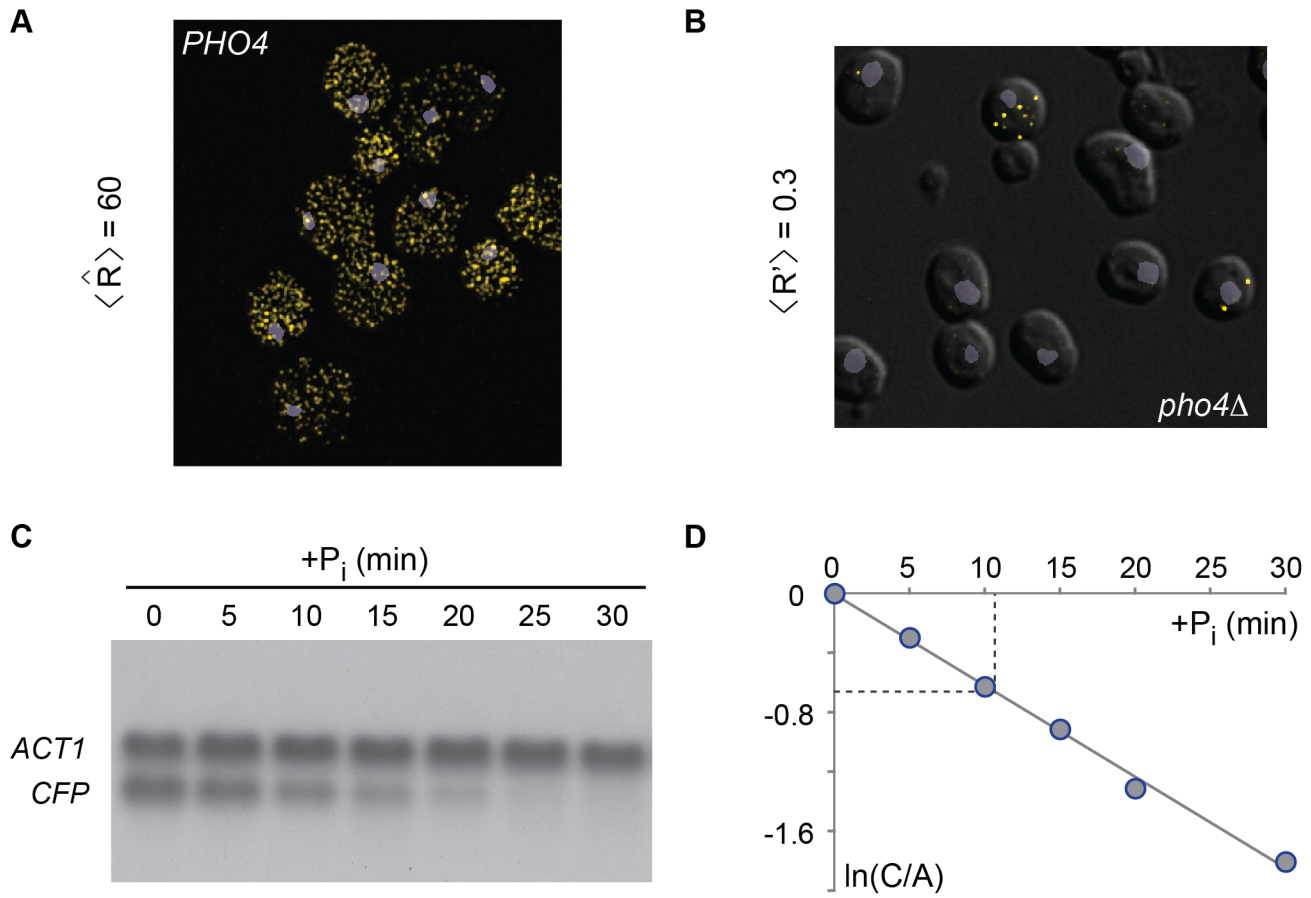 A
PHO4
⟨R̂⟩ = 60
B
⟨R'⟩ = 0.3
pho4Δ
C
+Pi (min)
0 5 10 15 20 25 30
ACT1
CFP
D
0 5 10 15 20 25 30
0
+Pi (min)
-0.8
-1.6
ln(C/A)